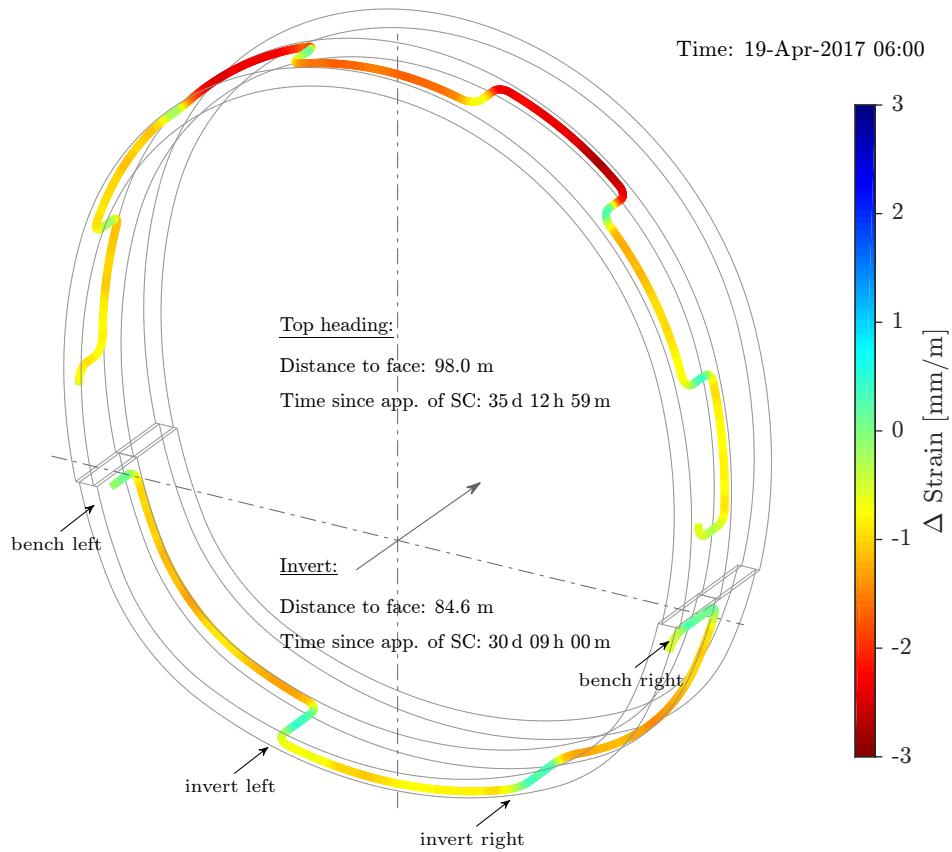 Time: 19-Apr-2017 06:00
3
2
1
0
-1
-2
-3
Δ Strain [mm/m]
Top heading:
Distance to face: 98.0 m
Time since app. of SC: 35 d 12 h 59 m
bench left
Invert:
Distance to face: 84.6 m
Time since app. of SC: 30 d 09 h 00 m
bench right
invert left
invert right